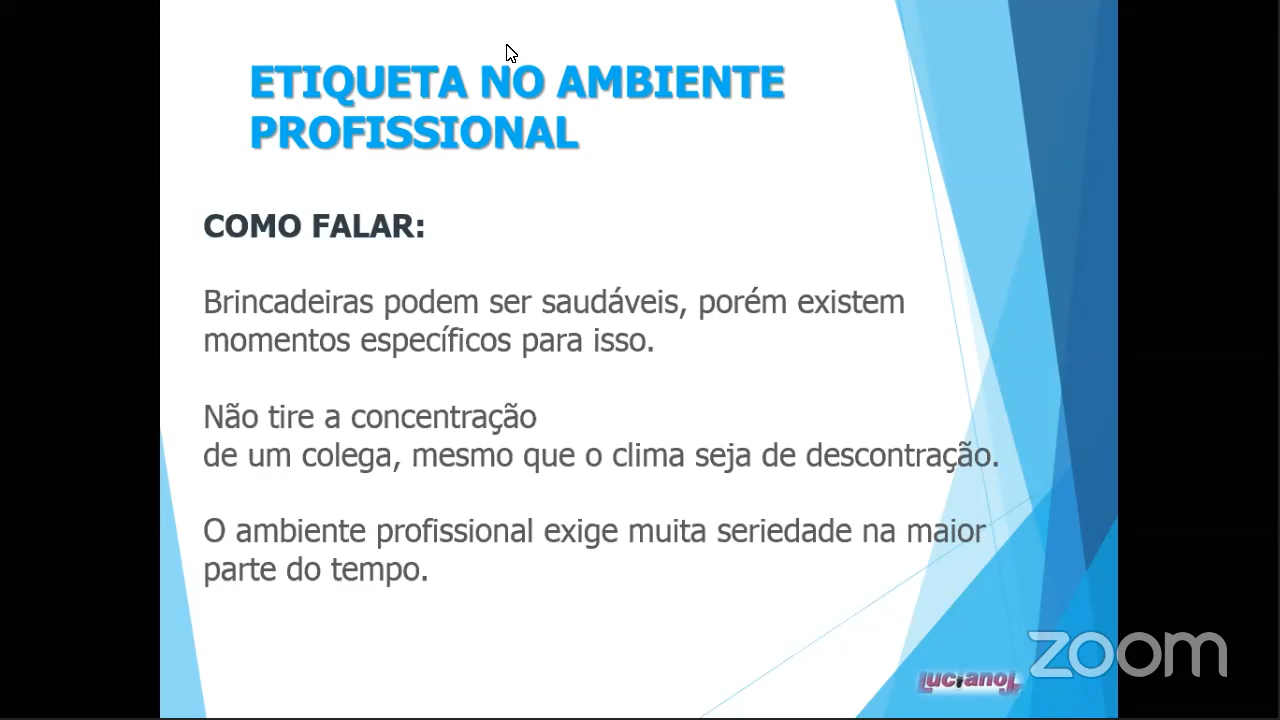 ETIQUETA NO AMBIENTE
PROFISSIONAL
COMO FALAR:
Brincadeiras podem ser saudáveis, porém existem
momentos específicos para isso.
Não tire a concentração
de um colega, mesmo que o clima seja de descontração.
O ambiente profissional exige muita seriedade na maior
parte do tempo.
LucianoJr
zoom